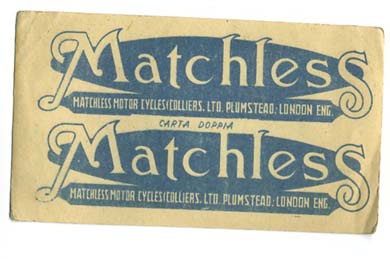 Matchless
MATCHLESS MOTOR CYCLES (COLLIERS. LTD. PLUMSTEAD. LONDON ENG.
CARTA DOPPIA
Matchless
MATCHLESS MOTOR CYCLES (COLLIERS. LTD. PLUMSTEAD. LONDON ENG.